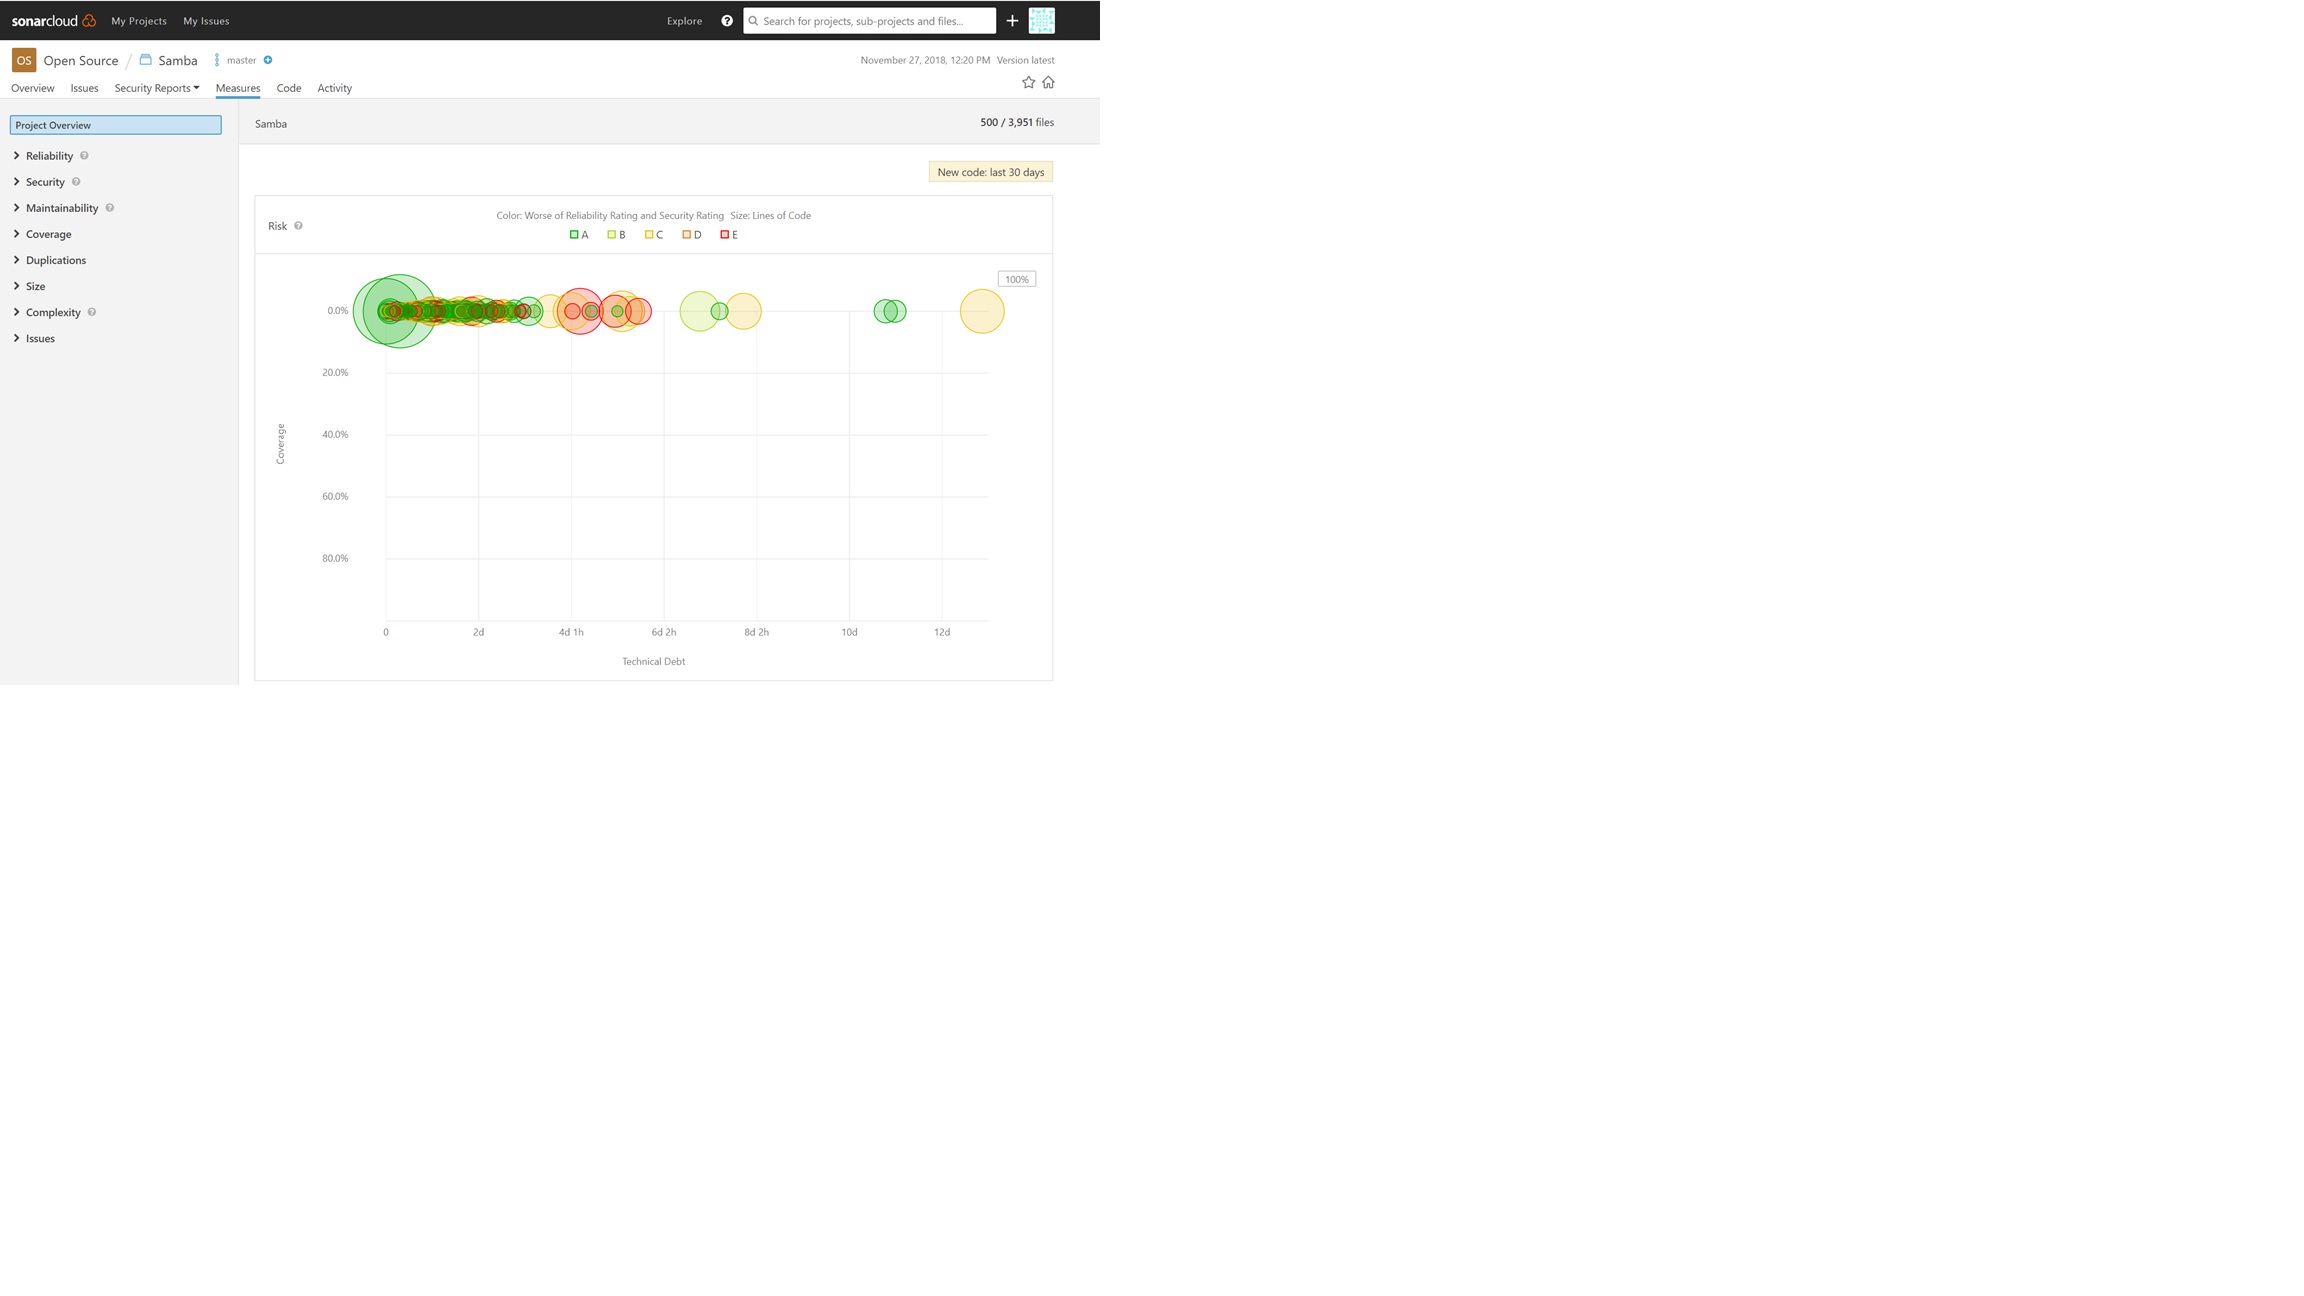 sonarcloud My Projects My Issues Explore ? Search for projects, sub-projects and files... +
OS Open Source / Samba master November 27, 2018, 12:20 PM Version latest
Overview Issues Security Reports Measures Code Activity
Project Overview
Reliability ?
Security ?
Maintainability ?
Coverage
Duplications
Size
Complexity ?
Issues
Samba 500 / 3,951 files
New code: last 30 days
Risk ?
Color: Worse of Reliability Rating and Security Rating Size: Lines of Code
A B C D E
100%
0.0%
20.0%
40.0%
60.0%
80.0%
Coverage
0 2d 4d 1h 6d 2h 8d 2h 10d 12d
Technical Debt